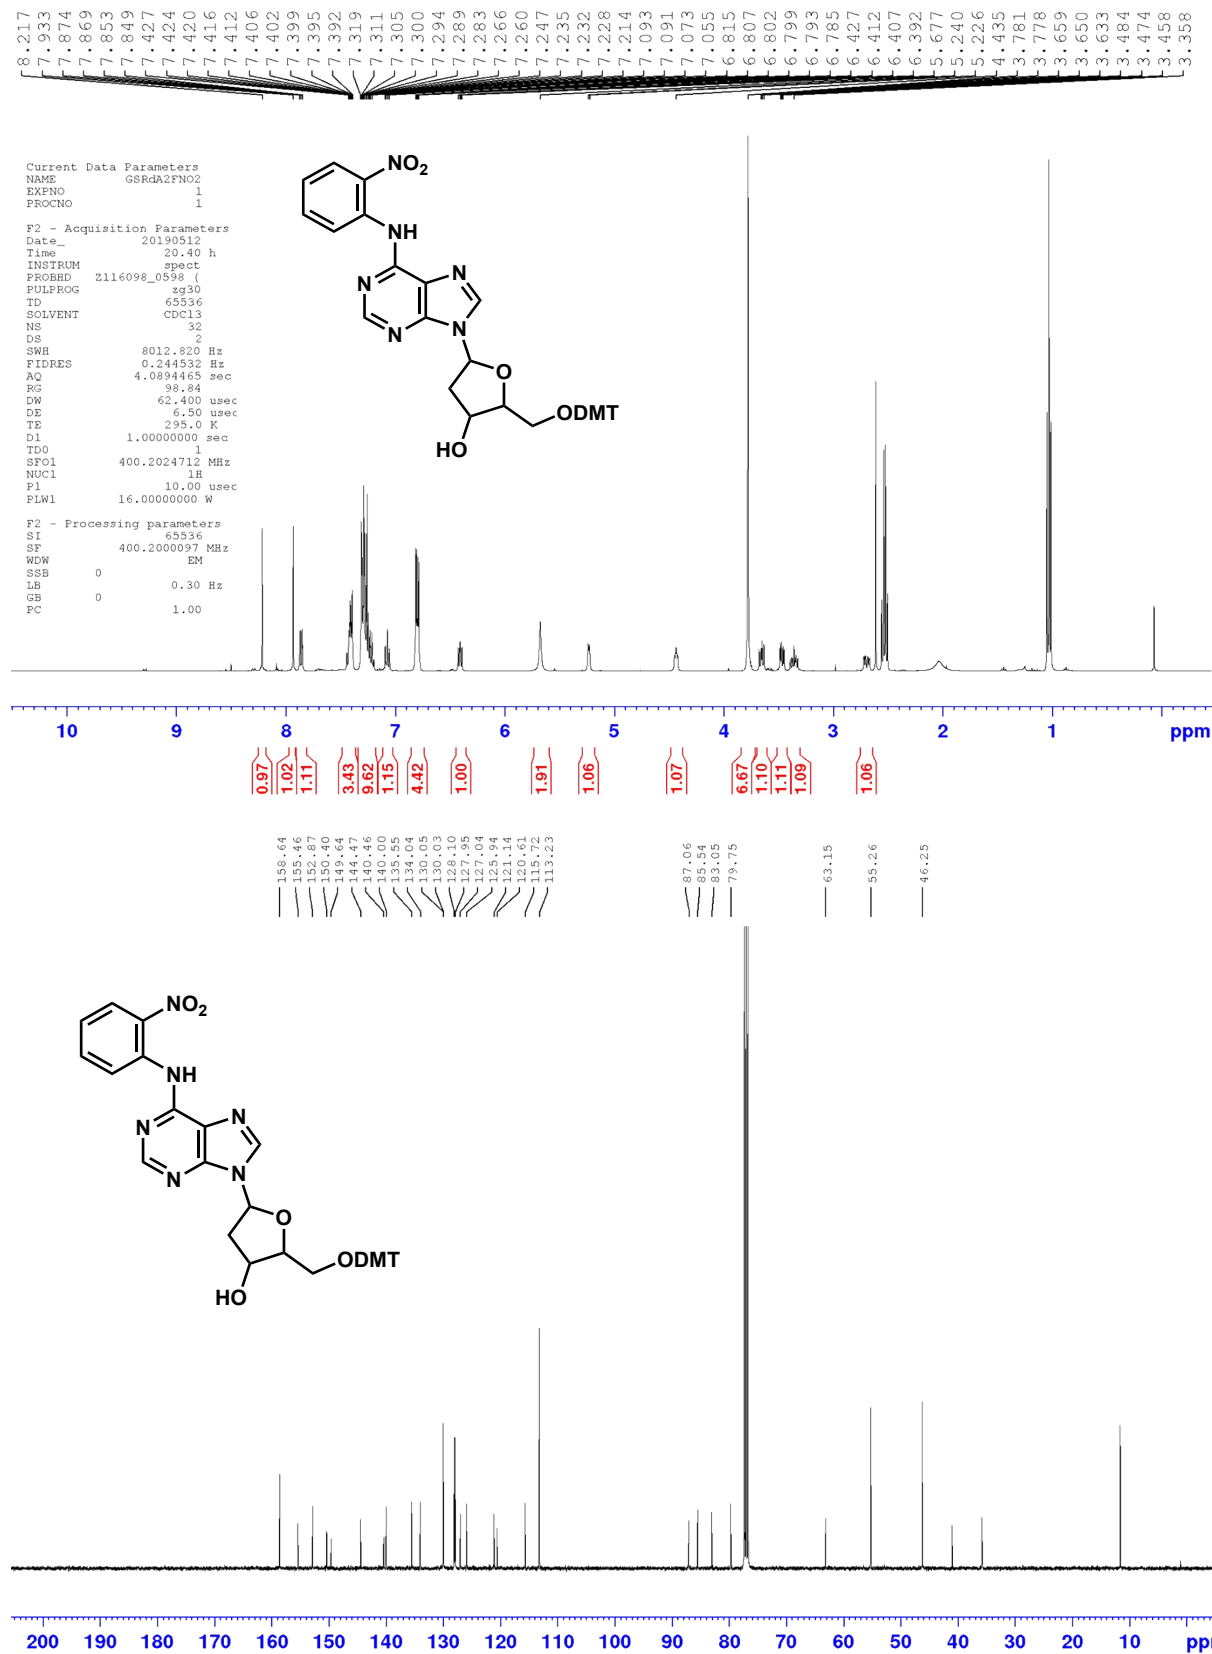 8.217
7.933
7.874
7.869
7.853
7.849
7.427
7.424
7.420
7.416
7.412
7.406
7.402
7.399
7.395
7.392
7.319
7.311
7.305
7.300
7.294
7.289
7.283
7.266
7.260
7.247
7.235
7.232
7.228
7.214
7.093
7.091
7.073
7.055
6.815
6.807
6.802
6.799
6.793
6.785
6.427
6.412
6.407
6.392
5.677
5.240
5.226
4.435
3.781
3.778
3.659
3.650
3.633
3.484
3.474
3.458
3.358
Current Data Parameters
NAME GSRdA2FNO2
EXPNO 1
PROCNO 1
F2 - Acquisition Parameters
Date_ 20190512
Time 20.40 h
INSTRUM spect
PROBHD Z116098_0598 (
PULPROG zg30
TD 65536
SOLVENT CDCl3
NS 32
DS 2
SWH 8012.820 Hz
FIDRES 0.244532 Hz
AQ 4.0894465 sec
RG 98.84
DW 62.400 usec
DE 6.50 usec
TE 295.0 K
D1 1.00000000 sec
TD0 1
SFO1 400.2024712 MHz
NUC1 1H
P1 10.00 usec
PLW1 16.00000000 W
F2 - Processing parameters
SI 65536
SF 400.2000097 MHz
WDW EM
SSB 0
LB 0.30 Hz
GB 0
PC 1.00
NO2
NH
N
N
N
N
O
ODMT
HO
10 9 8 7 6 5 4 3 2 1 ppm
0.97
1.02
1.11
3.43
9.62
1.15
4.42
1.00
1.91
1.06
1.07
6.67
1.10
1.11
1.09
1.06
158.64
155.46
152.87
150.40
149.64
144.47
140.46
140.00
135.55
134.04
130.05
130.03
128.10
127.95
127.04
125.94
121.14
120.61
115.72
113.23
87.06
85.54
83.05
79.75
63.15
55.26
46.25
NO2
NH
N
N
N
N
O
ODMT
HO
200 190 180 170 160 150 140 130 120 110 100 90 80 70 60 50 40 30 20 10 ppm